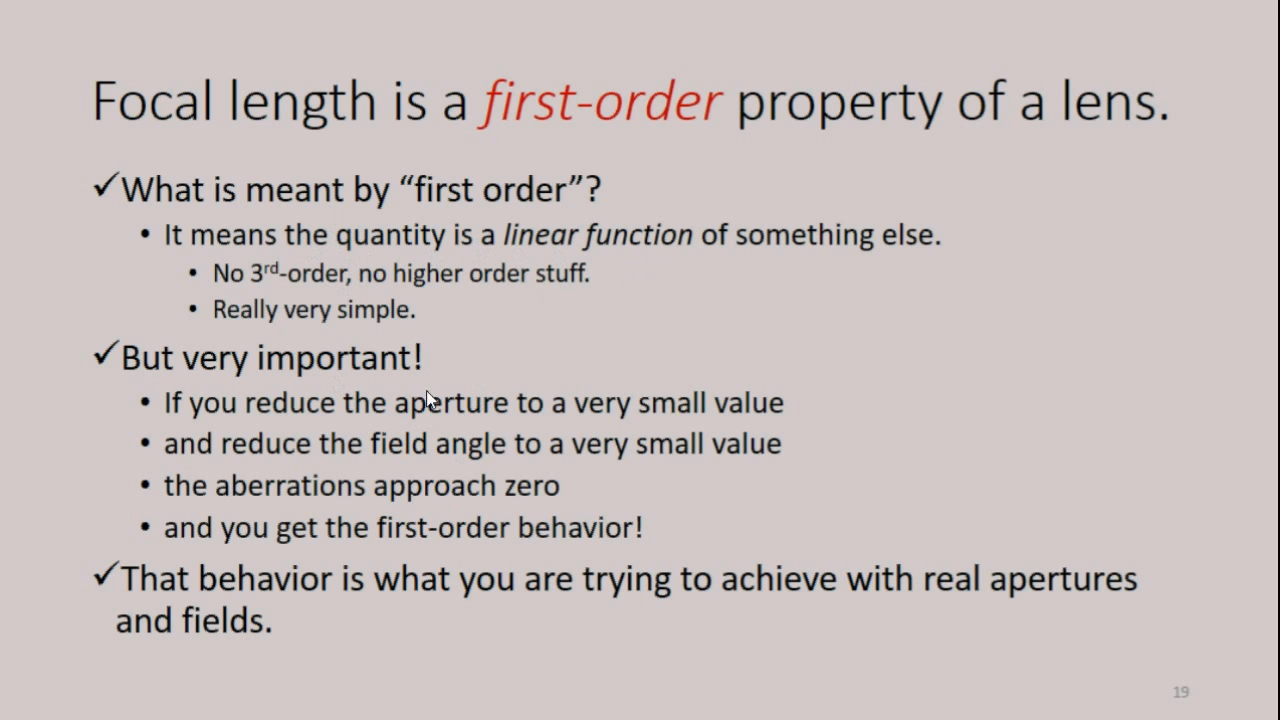 Focal length is a first-order property of a lens.
✓What is meant by “first order”?
• It means the quantity is a linear function of something else.
• No 3rd-order, no higher order stuff.
• Really very simple.
✓But very important!
• If you reduce the aperture to a very small value
• and reduce the field angle to a very small value
• the aberrations approach zero
• and you get the first-order behavior!
✓That behavior is what you are trying to achieve with real apertures
and fields.
19